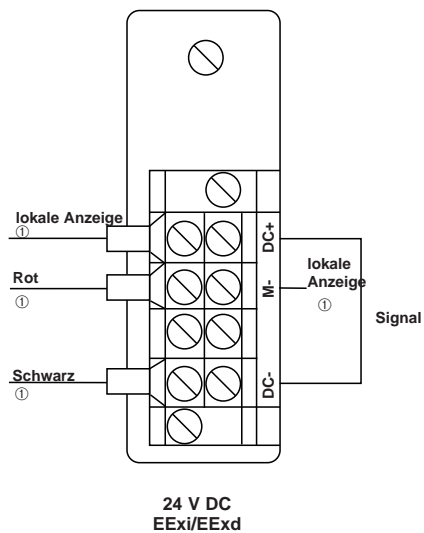 lokale Anzeige
①
Rot
①
Schwarz
①
DC+
M-
DC-
lokale
Anzeige
①
Signal
24 V DC
EExi/EExd